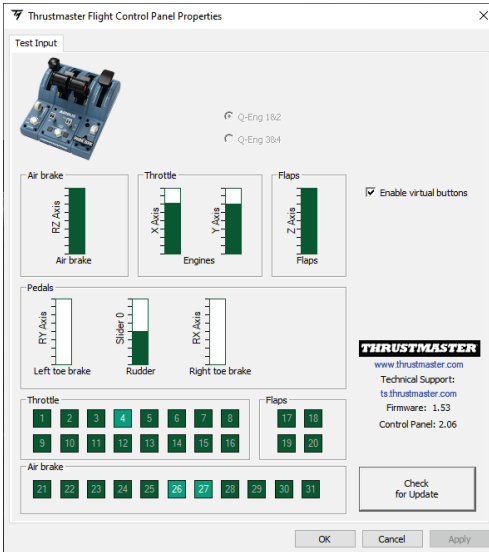 Thrustmaster Flight Control Panel Properties
Test Input
Q-Eng 1&2
Q-Eng 3&4
Air brake
RZ Axis
Air brake
Throttle
X Axis
Y Axis
Engines
Flaps
Z Axis
Flaps
Enable virtual buttons
Pedals
RY Axis
Left toe brake
Slider 0
Rudder
RX Axis
Right toe brake
THRUSTMASTER
www.thrustmaster.com
Technical Support:
ts.thrustmaster.com
Firmware: 1.53
Control Panel: 2.06
Throttle
1 2 3 4 5 6 7 8
9 10 11 12 13 14 15 16
Flaps
17 18
19 20
Air brake
21 22 23 24 25 26 27 28 29 30 31
Check
for Update
OK Cancel Apply